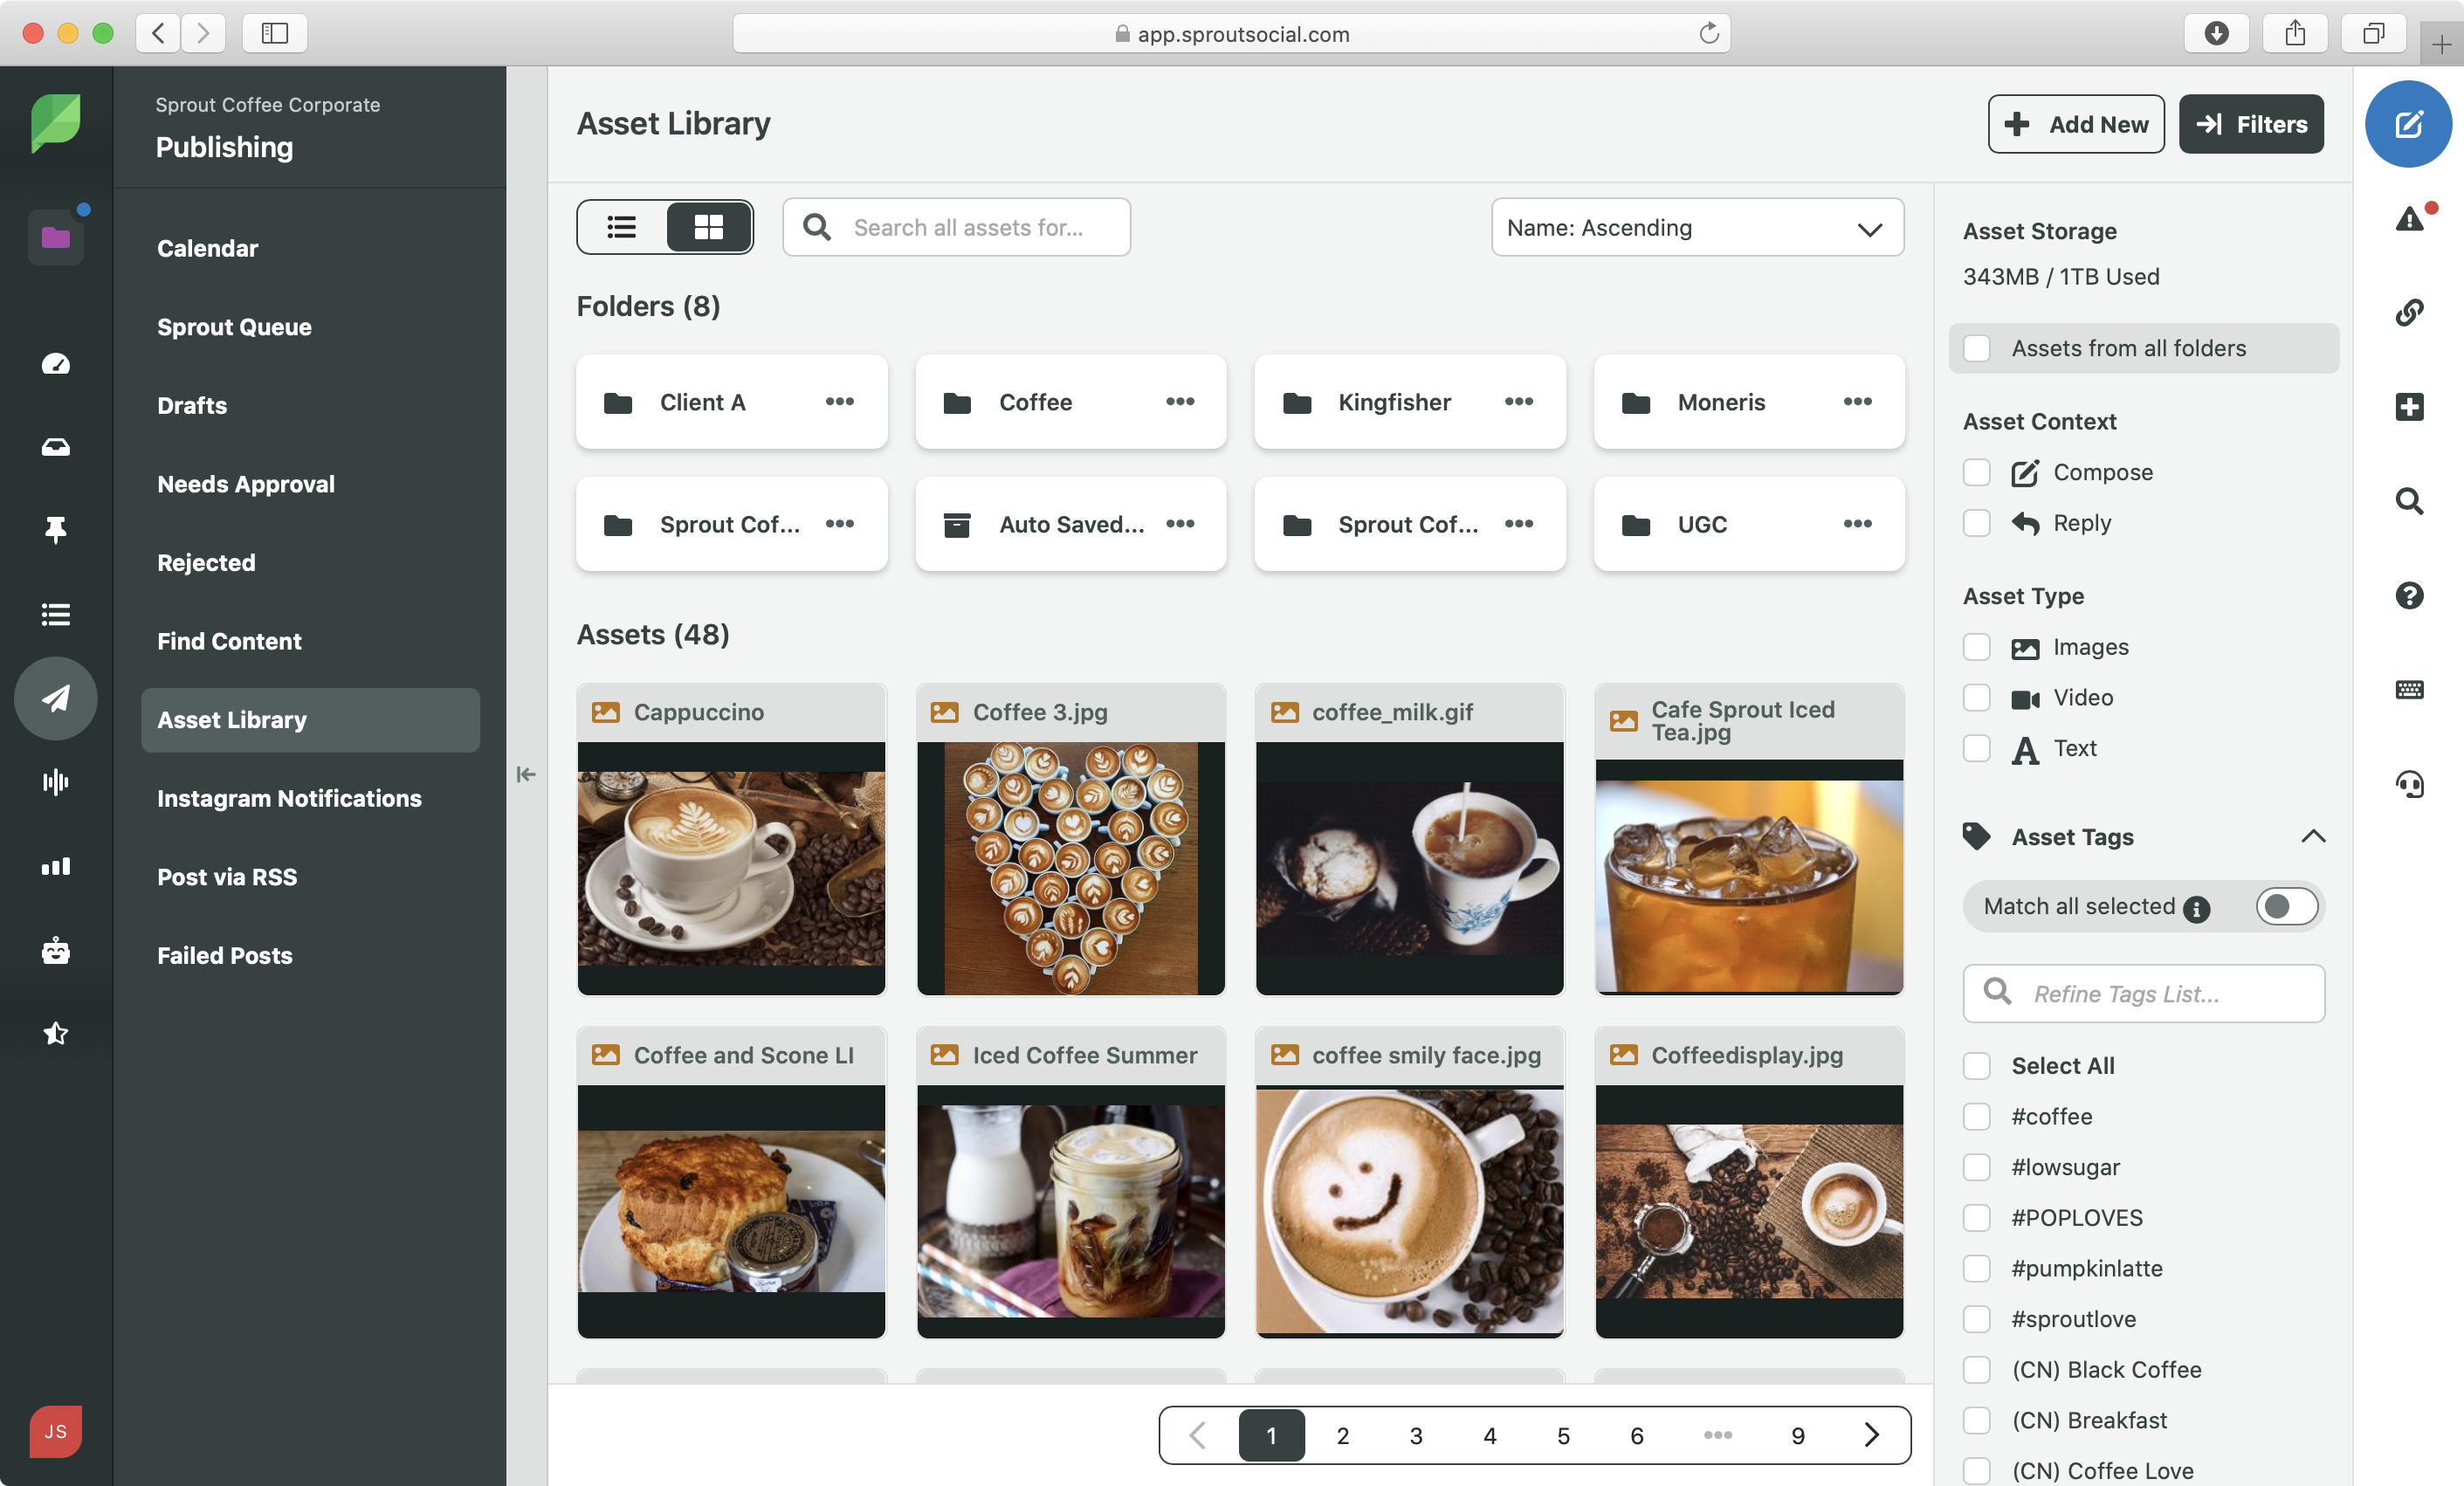 app.sproutsocial.com
Sprout Coffee Corporate
Publishing
Calendar
Sprout Queue
Drafts
Needs Approval
Rejected
Find Content
Asset Library
Instagram Notifications
Post via RSS
Failed Posts
JS
Asset Library
Add New
Filters
Search all assets for...
Name: Ascending
Folders (8)
Client A
Coffee
Kingfisher
Moneris
Sprout Cof...
Auto Saved...
Sprout Cof...
UGC
Assets (48)
Cappuccino
Coffee 3.jpg
coffee_milk.gif
Cafe Sprout Iced
Tea.jpg
Coffee and Scone LI
Iced Coffee Summer
coffee smily face.jpg
Coffeedisplay.jpg
1 2 3 4 5 6 ••• 9
Asset Storage
343MB / 1TB Used
Assets from all folders
Asset Context
Compose
Reply
Asset Type
Images
Video
Text
Asset Tags
Match all selected
Refine Tags List...
Select All
#coffee
#lowsugar
#POPLOVES
#pumpkinlatte
#sproutlove
(CN) Black Coffee
(CN) Breakfast
(CN) Coffee Love